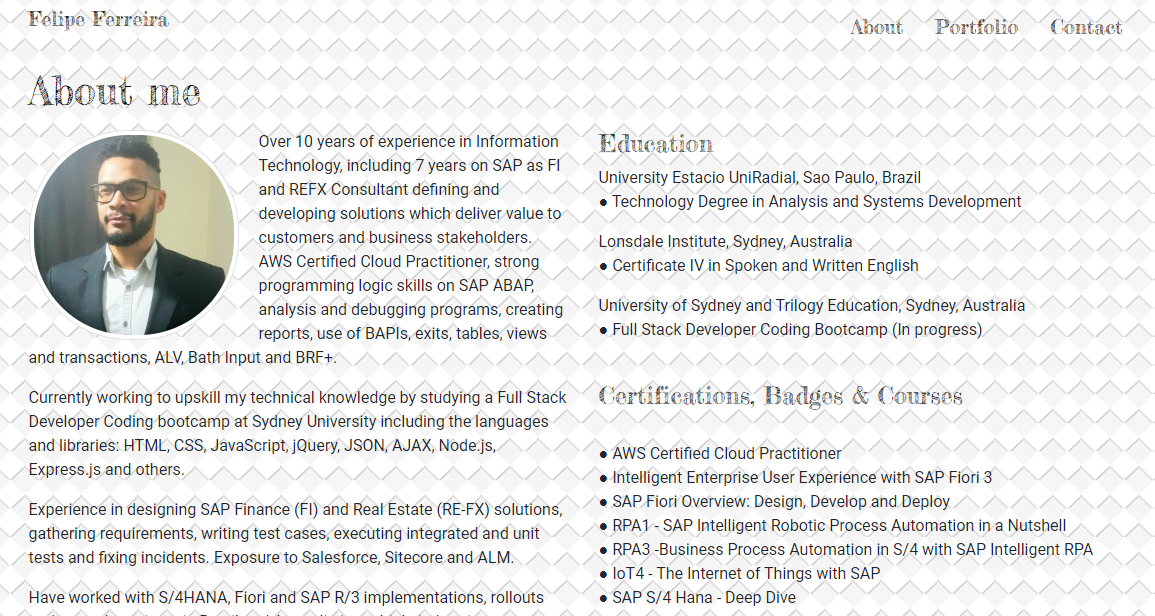 Felipe Ferreira
About Portfolio Contact
About me
Over 10 years of experience in Information
Technology, including 7 years on SAP as FI
and REFX Consultant defining and
developing solutions which deliver value to
customers and business stakeholders.
AWS Certified Cloud Practitioner, strong
programming logic skills on SAP ABAP,
analysis and debugging programs, creating
reports, use of BAPIs, exits, tables, views
and transactions, ALV, Bath Input and BRF+.
Currently working to upskill my technical knowledge by studying a Full Stack
Developer Coding bootcamp at Sydney University including the languages
and libraries: HTML, CSS, JavaScript, jQuery, JSON, AJAX, Node.js,
Express.js and others.
Experience in designing SAP Finance (FI) and Real Estate (RE-FX) solutions,
gathering requirements, writing test cases, executing integrated and unit
tests and fixing incidents. Exposure to Salesforce, Sitecore and ALM.
Have worked with S/4HANA, Fiori and SAP R/3 implementations, rollouts
Education
University Estacio UniRadial, Sao Paulo, Brazil
● Technology Degree in Analysis and Systems Development
Lonsdale Institute, Sydney, Australia
● Certificate IV in Spoken and Written English
University of Sydney and Trilogy Education, Sydney, Australia
● Full Stack Developer Coding Bootcamp (In progress)
Certifications, Badges & Courses
● AWS Certified Cloud Practitioner
● Intelligent Enterprise User Experience with SAP Fiori 3
● SAP Fiori Overview: Design, Develop and Deploy
● RPA1 - SAP Intelligent Robotic Process Automation in a Nutshell
● RPA3 -Business Process Automation in S/4 with SAP Intelligent RPA
● IoT4 - The Internet of Things with SAP
● SAP S/4 Hana - Deep Dive